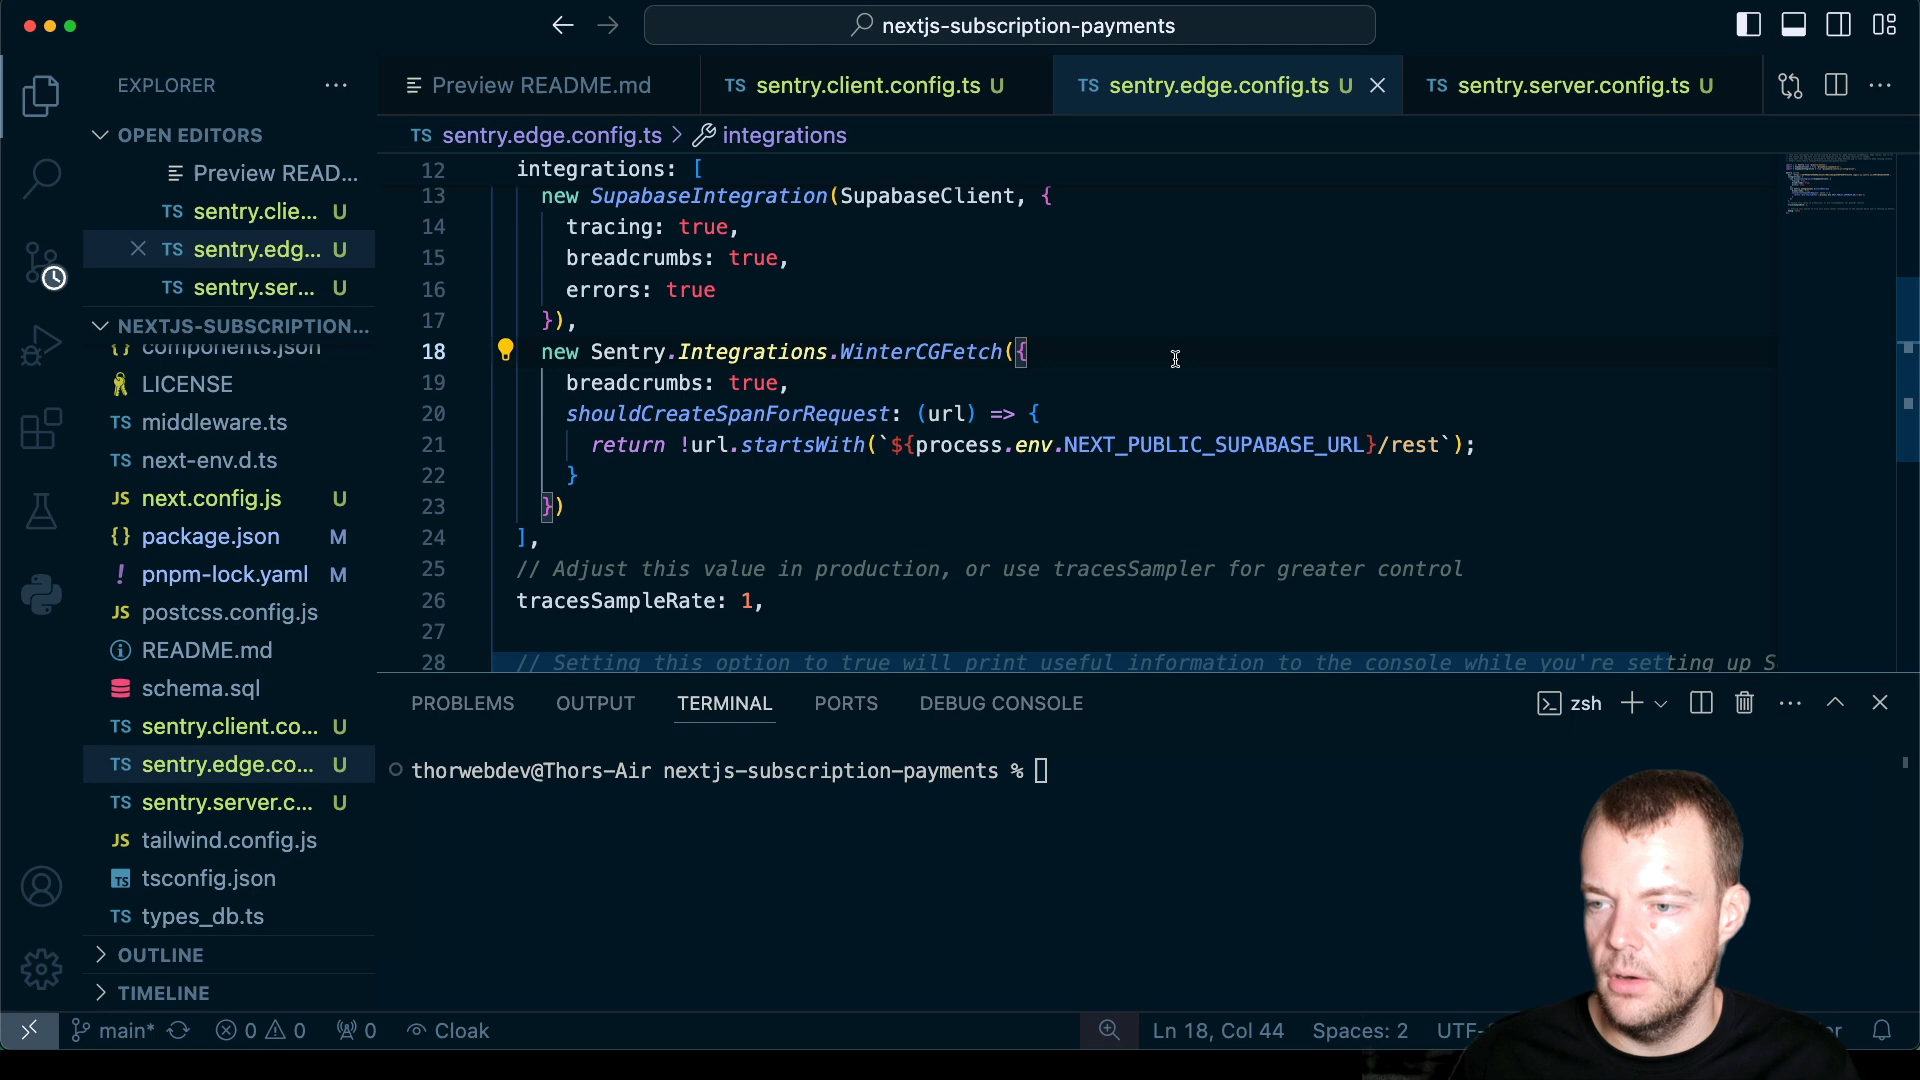 nextjs-subscription-payments
EXPLORER
Preview README.md
TS sentry.client.config.ts U
TS sentry.edge.config.ts U
TS sentry.server.config.ts U
OPEN EDITORS
Preview READ...
TS sentry.clie... U
TS sentry.edg... U
TS sentry.ser... U
NEXTJS-SUBSCRIPTION...
{} components.json
LICENSE
TS middleware.ts
TS next-env.d.ts
JS next.config.js U
{} package.json M
! pnpm-lock.yaml M
JS postcss.config.js
README.md
schema.sql
TS sentry.client.co... U
TS sentry.edge.co... U
TS sentry.server.c... U
JS tailwind.config.js
TS tsconfig.json
TS types_db.ts
OUTLINE
TIMELINE
TS sentry.edge.config.ts > integrations
12 integrations: [
13 new SupabaseIntegration(SupabaseClient, {
14 tracing: true,
15 breadcrumbs: true,
16 errors: true
17 }),
18 new Sentry.Integrations.WinterCGFetch({
19 breadcrumbs: true,
20 shouldCreateSpanForRequest: (url) => {
21 return !url.startsWith(`${process.env.NEXT_PUBLIC_SUPABASE_URL}/rest`);
22 }
23 })
24 ],
25 // Adjust this value in production, or use tracesSampler for greater control
26 tracesSampleRate: 1,
27
28 // Setting this option to true will print useful information to the console while you're setting up S
PROBLEMS OUTPUT TERMINAL PORTS DEBUG CONSOLE
zsh
thorwebdev@Thors-Air nextjs-subscription-payments %
main* 0 0 0 Cloak Ln 18, Col 44 Spaces: 2 UTF-